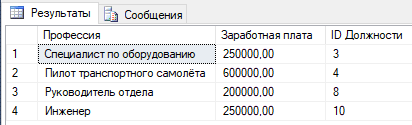 Результаты Сообщения
Профессия Заработная плата ID Должности
1 Специалист по оборудованию 250000,00 3
2 Пилот транспортного самолёта 600000,00 4
3 Руководитель отдела 200000,00 8
4 Инженер 250000,00 10